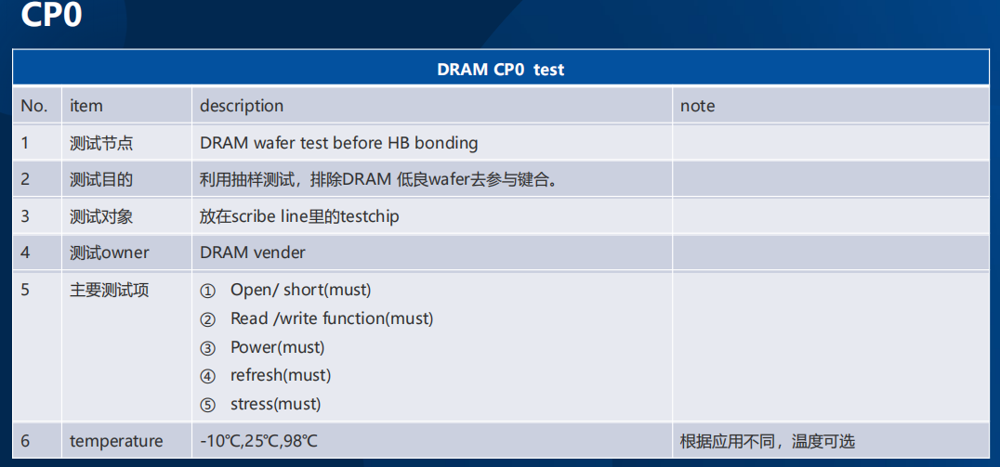 CP0
DRAM CP0 test
No. item description note
1 测试节点 DRAM wafer test before HB bonding
2 测试目的 利用抽样测试，排除DRAM 低良wafer去参与键合。
3 测试对象 放在scribe line里的testchip
4 测试owner DRAM vender
5 主要测试项 ① Open/ short(must)
② Read /write function(must)
③ Power(must)
④ refresh(must)
⑤ stress(must)
6 temperature -10℃,25℃,98℃ 根据应用不同，温度可选